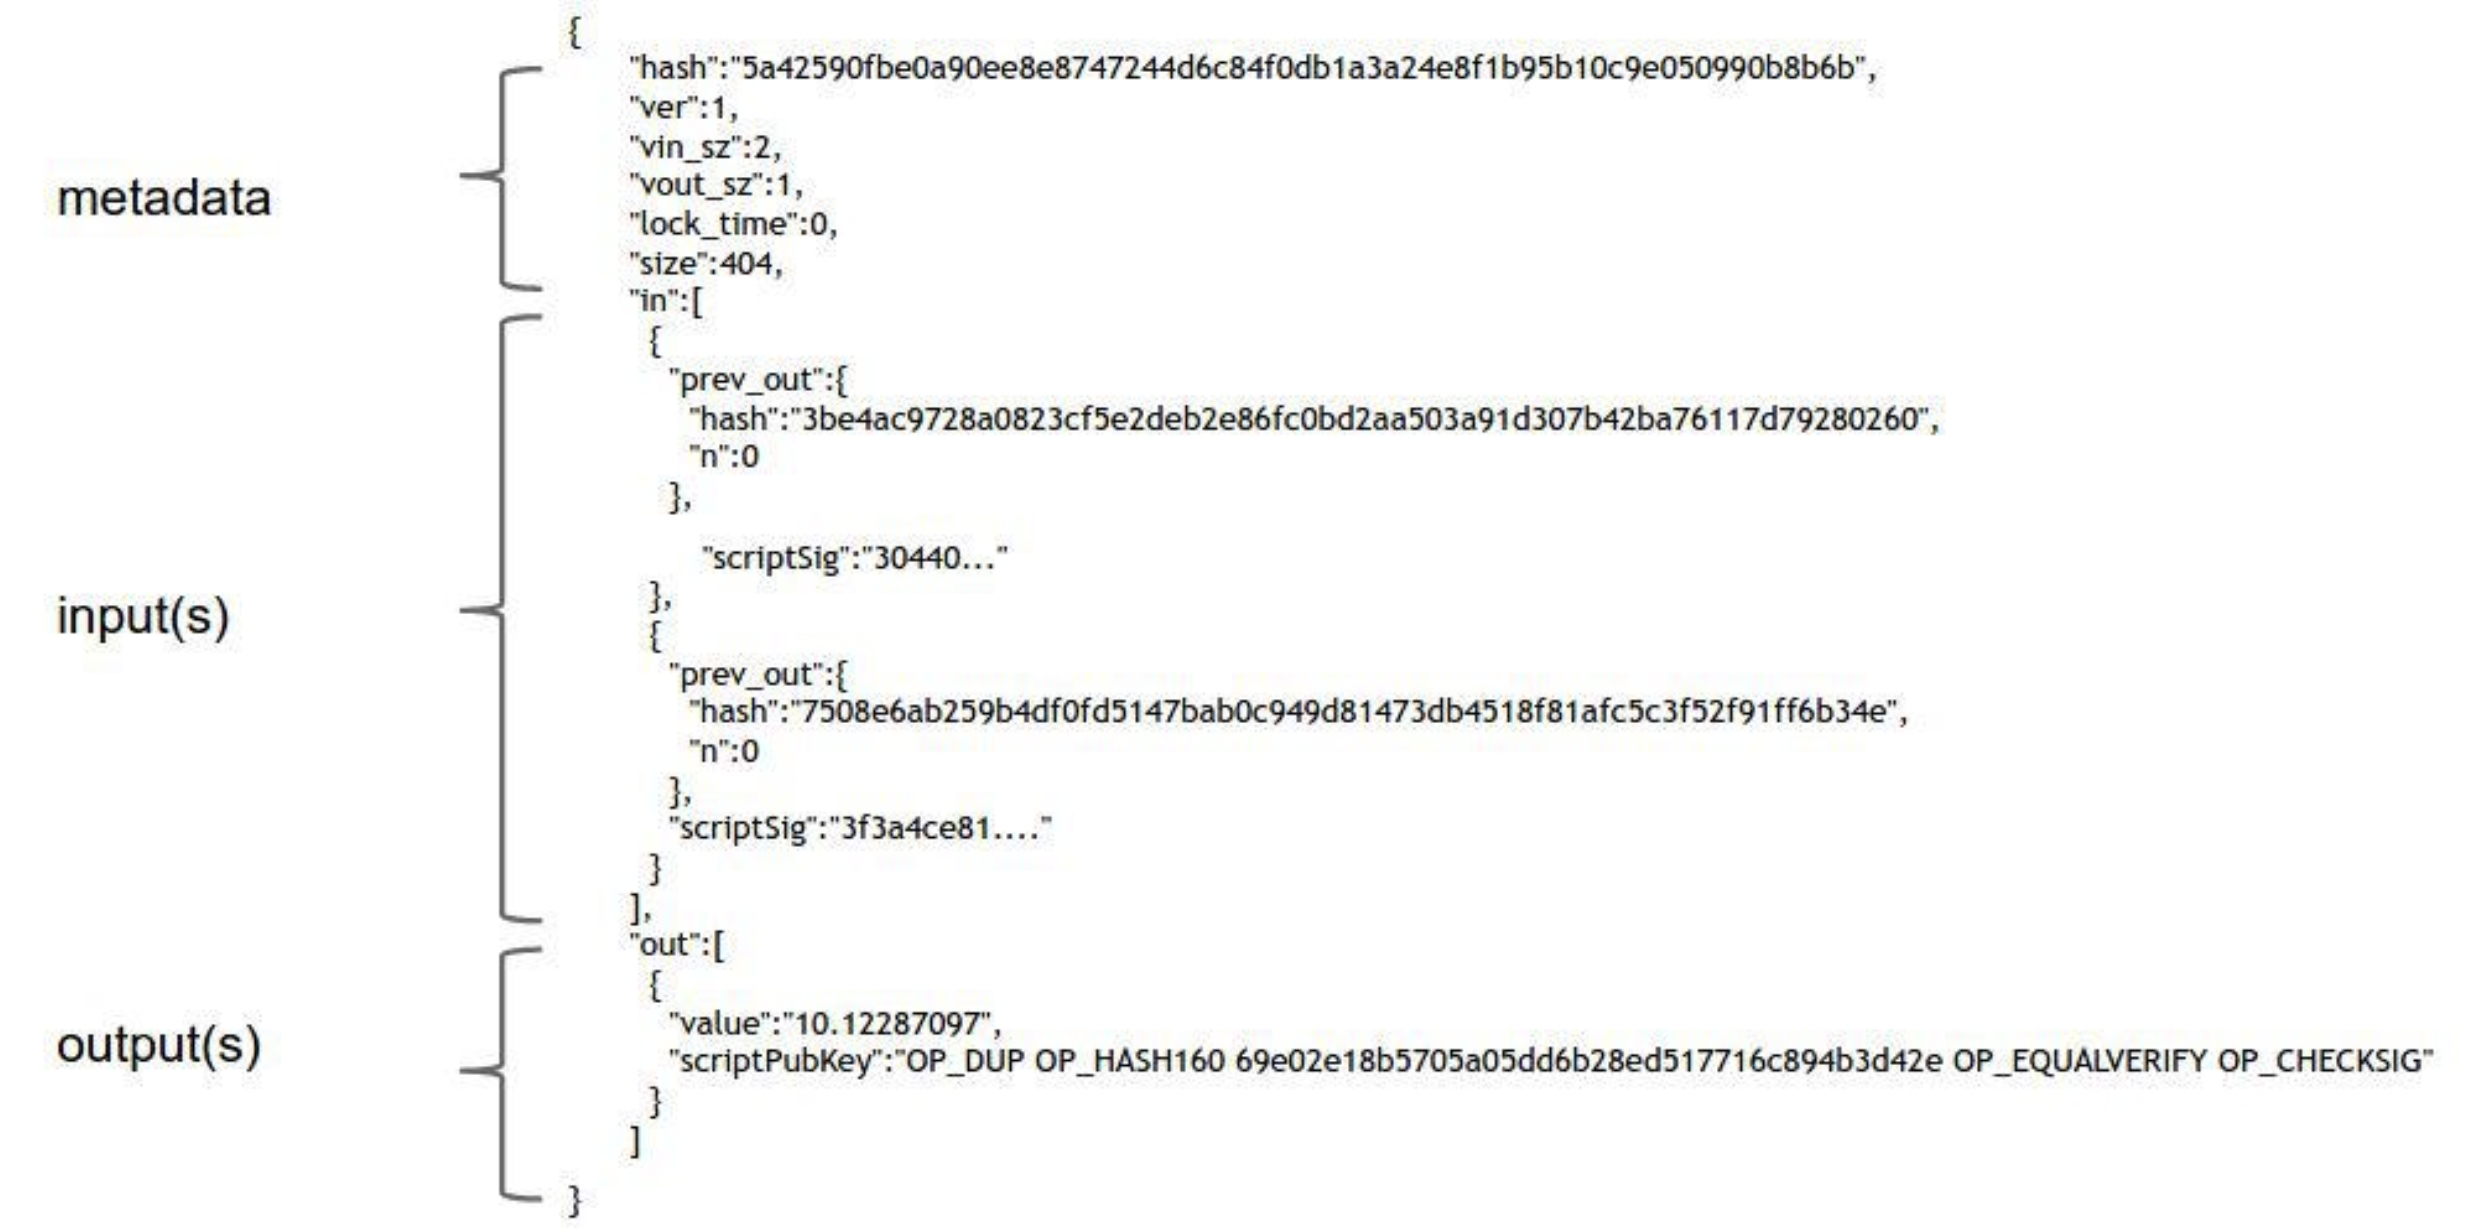 {
"hash":"5a42590fbe0a90ee8e8747244d6c84f0db1a3a24e8f1b95b10c9e050990b8b6b",
"ver":1,
"vin_sz":2,
metadata
"vout_sz":1,
"lock_time":0,
"size":404,
"in":[
{
"prev_out":{
"hash":"3be4ac9728a0823cf5e2deb2e86fc0bd2aa503a91d307b42ba76117d79280260",
"n":0
},
"scriptSig":"30440..."
},
input(s)
{
"prev_out":{
"hash":"7508e6ab259b4df0fd5147bab0c949d81473db4518f81afc5c3f52f91ff6b34e",
"n":0
},
"scriptSig":"3f3a4ce81...."
}
],
"out":[
{
"value":"10.12287097",
output(s)
"scriptPubKey":"OP_DUP OP_HASH160 69e02e18b5705a05dd6b28ed517716c894b3d42e OP_EQUALVERIFY OP_CHECKSIG"
}
]
}